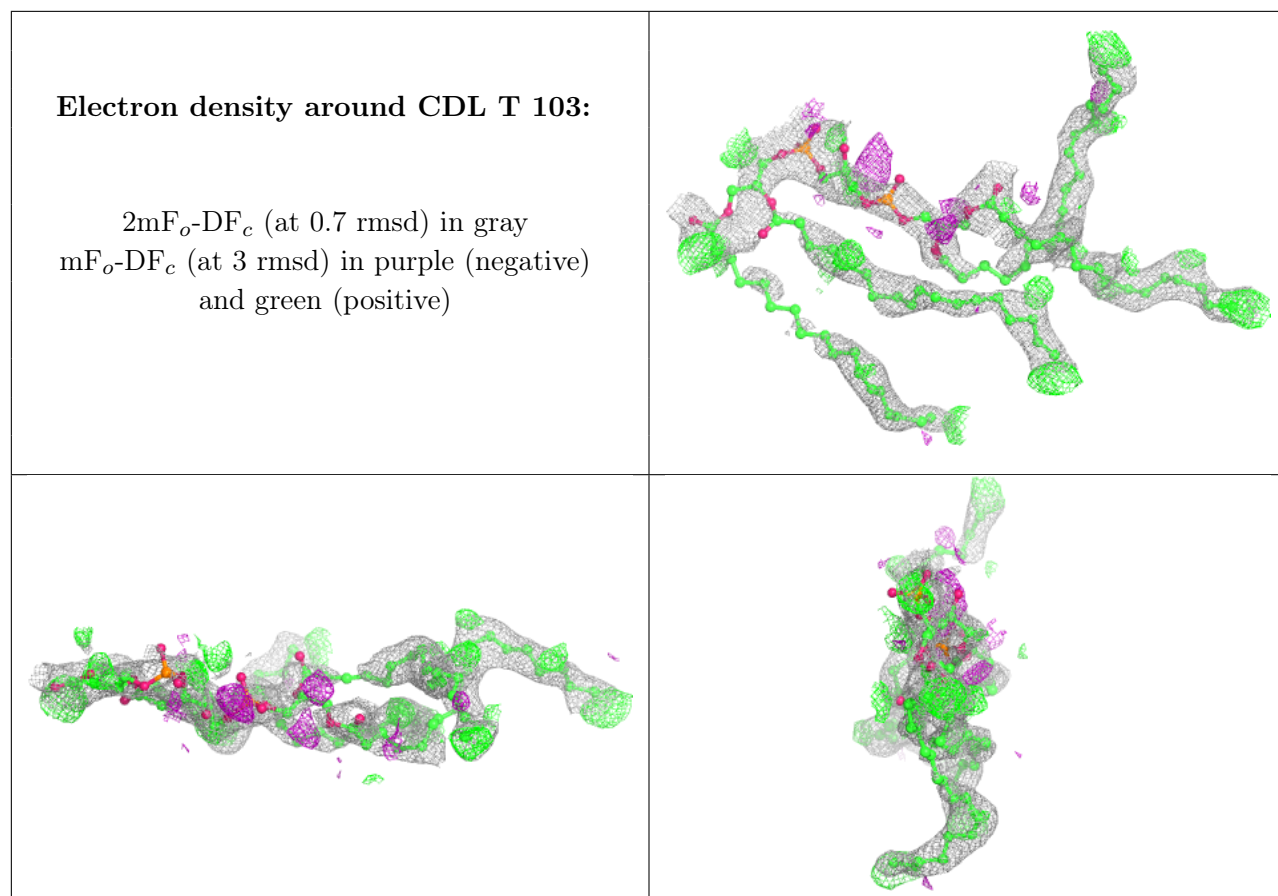 Electron density around CDL T 103:
2mFo-DFc (at 0.7 rmsd) in gray
mFo-DFc (at 3 rmsd) in purple (negative)
and green (positive)